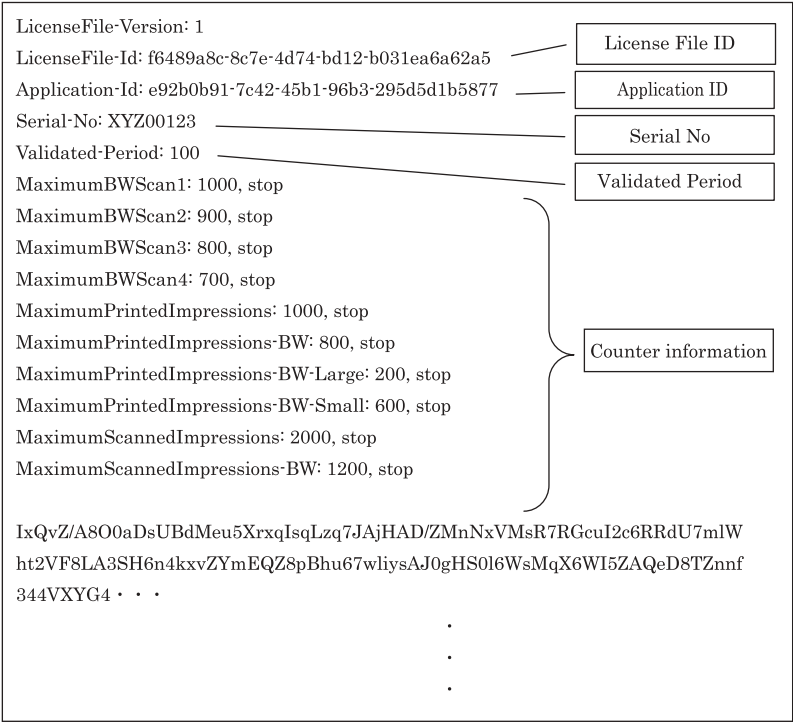 LicenseFile-Version: 1
LicenseFile-Id: f6489a8c-8c7e-4d74-bd12-b031ea6a62a5
License File ID
Application-Id: e92b0b91-7c42-45b1-96b3-295d5d1b5877
Application ID
Serial-No: XYZ00123
Serial No
Validated-Period: 100
Validated Period
MaximumBWScan1: 1000, stop
MaximumBWScan2: 900, stop
MaximumBWScan3: 800, stop
MaximumBWScan4: 700, stop
MaximumPrintedImpressions: 1000, stop
MaximumPrintedImpressions-BW: 800, stop
Counter information
MaximumPrintedImpressions-BW-Large: 200, stop
MaximumPrintedImpressions-BW-Small: 600, stop
MaximumScannedImpressions: 2000, stop
MaximumScannedImpressions-BW: 1200, stop
IxQvZ/A8O0aDsUBdMeu5XrxqIsqLzq7JAjHAD/ZMnNxVMsR7RGcuI2c6RRdU7mlW
ht2VF8LA3SH6n4kxvZYmEQZ8pBhu67wliysAJ0gHS0l6WsMqX6WI5ZAQeD8TZnnf
344VXYG4・・・